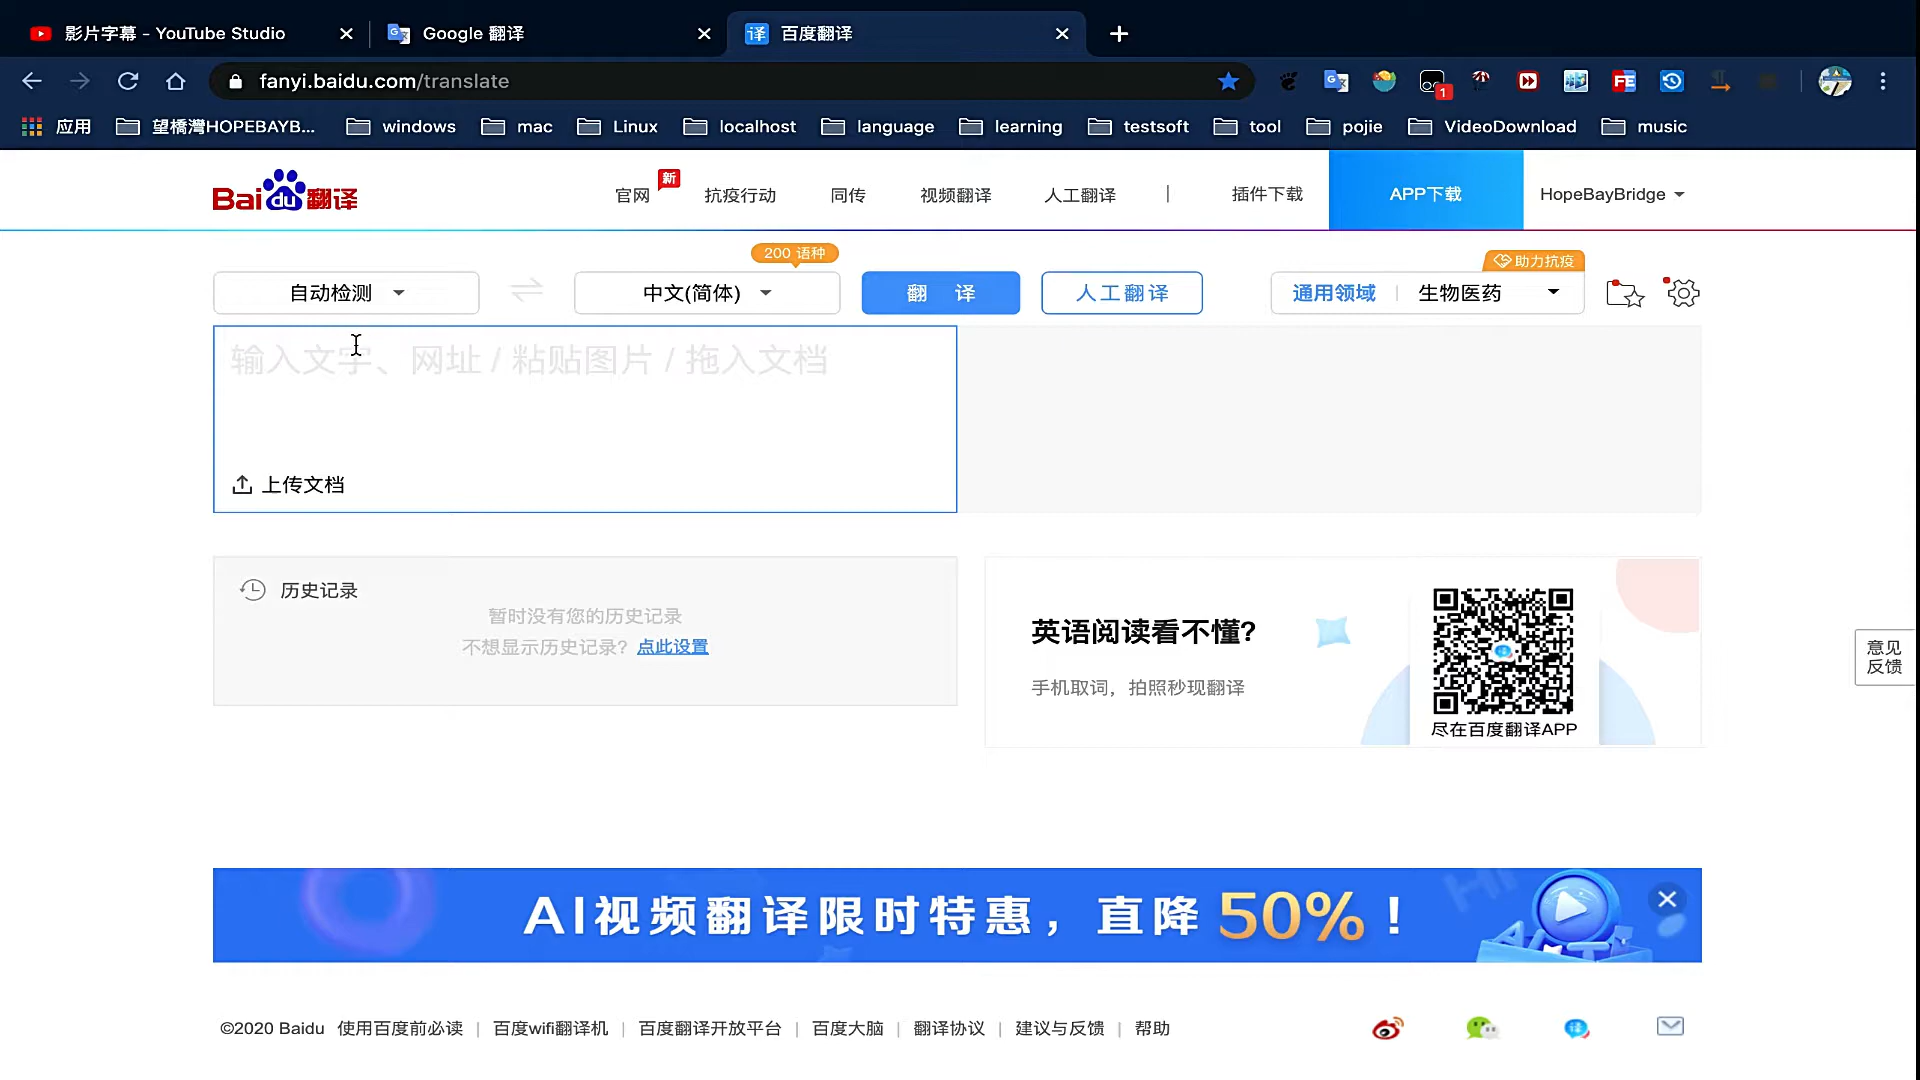 影片字幕 - YouTube Studio
Google 翻译
百度翻译
fanyi.baidu.com/translate
1
应用
望橋灣HOPEBAYB...
windows
mac
Linux
localhost
language
learning
testsoft
tool
pojie
VideoDownload
music
Bai du 翻译
官网
新
抗疫行动
同传
视频翻译
人工翻译
插件下载
APP下载
HopeBayBridge
200 语种
助力抗疫
自动检测
中文(简体)
翻 译
人工翻译
通用领域
生物医药
输入文字、网址 / 粘贴图片 / 拖入文档
上传文档
历史记录
暂时没有您的历史记录
不想显示历史记录? 点此设置
英语阅读看不懂?
手机取词，拍照秒现翻译
尽在百度翻译APP
意见
反馈
AI视频翻译限时特惠，直降 50%！
©2020 Baidu 使用百度前必读 | 百度wifi翻译机 | 百度翻译开放平台 | 百度大脑 | 翻译协议 | 建议与反馈 | 帮助